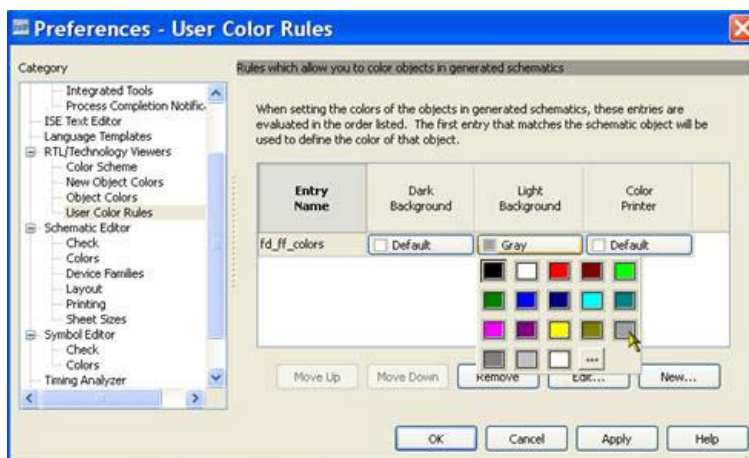 Preferences - User Color Rules
Category
Integrated Tools
Process Completion Notific
ISE Text Editor
Language Templates
RTL/Technology Viewers
Color Scheme
New Object Colors
Object Colors
User Color Rules
Schematic Editor
Check
Colors
Device Families
Layout
Printing
Sheet Sizes
Symbol Editor
Check
Colors
Timing Analyzer
Rules which allow you to color objects in generated schematics
When setting the colors of the objects in generated schematics, these entries are
evaluated in the order listed. The first entry that matches the schematic object will be
used to define the color of that object.
Entry Name
Dark Background
Light Background
Color Printer
fd_ff_colors
Default
Gray
Default
...
Move Up
Move Down
Remove
Edit...
New...
OK
Cancel
Apply
Help